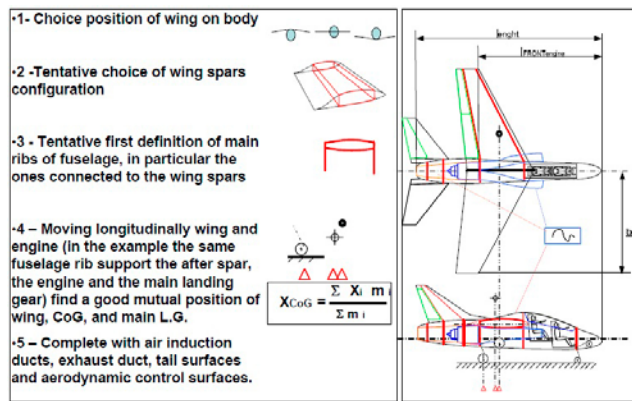 •1- Choice position of wing on body
•2 -Tentative choice of wing spars
configuration
•3 - Tentative first definition of main
ribs of fuselage, in particular the
ones connected to the wing spars
•4 – Moving longitudinally wing and
engine (in the example the same
fuselage rib support the after spar,
the engine and the main landing
gear) find a good mutual position of
wing, CoG, and main L.G.
XCoG = Σ Xi mi
Σ mi
•5 – Complete with air induction
ducts, exhaust duct, tail surfaces
and aerodynamic control surfaces.
lenght
lFRONTengine